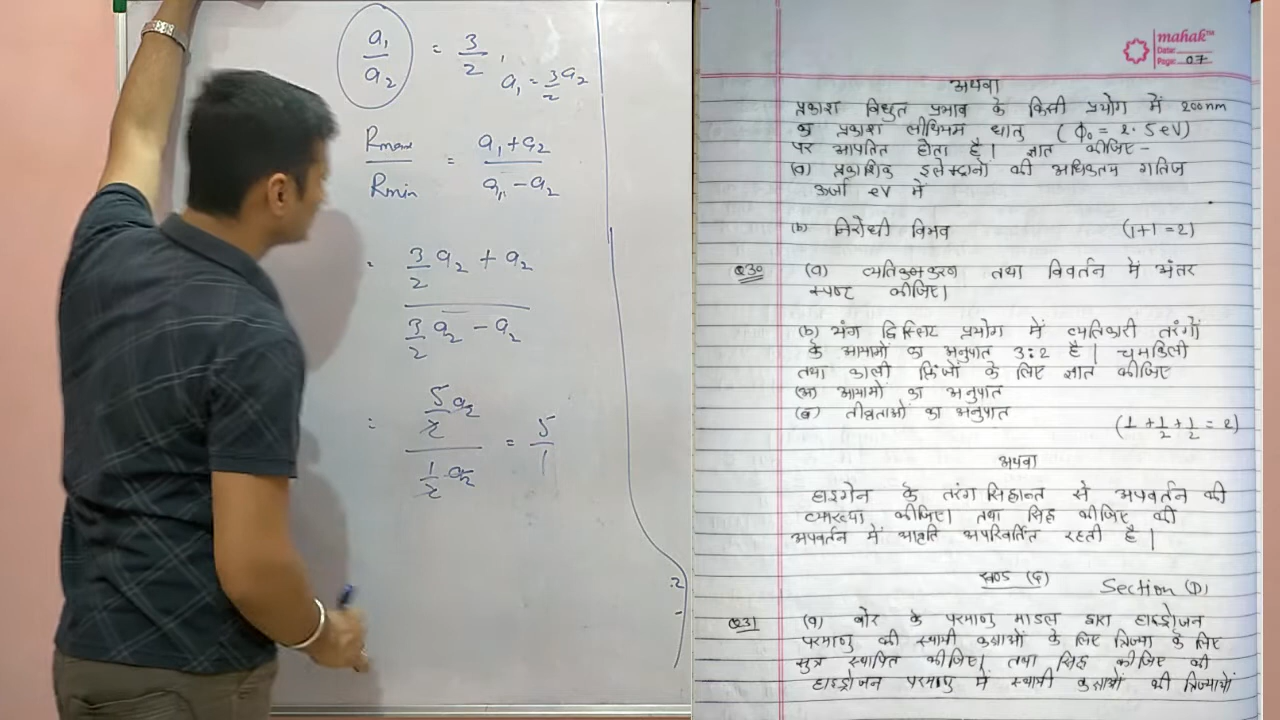 a₁/a₂ = 3/2, a₁ = 3/2 a₂
Rmax/Rmin = a₁+a₂/a₁-a₂
= 3/2 a₂ + a₂ / 3/2 a₂ - a₂
= 5/2 a₂ / 1/2 a₂ = 5/1
mahak
Date:
Page: 07
अथवा
प्रकाश विधुत प्रभाव के किसी प्रयोग में 200nm
का प्रकाश लीथियम धातु (ϕ₀ = 2.5eV)
पर आपतित होता है। ज्ञात कीजिए-
(a) प्रकाशिक इलेक्ट्रानो की अधिकतम गतिज
ऊर्जा eV में
(b) निरोधी विभव (1+1=2)
Q30 (a) व्यतिकरण तथा विवर्तन में अंतर
स्पष्ट कीजिए।
(b) यंग द्विस्लिट प्रयोग में व्यतिकारी तरंगों
के आयामों का अनुपात 3:2 है। चमकिली
तथा काली फ्रिंजों के लिए ज्ञात कीजिए
(अ) आयामों का अनुपात
(ब) तीव्रताओं का अनुपात
(1 + 1/2 + 1/2 = 2)
अथवा
हाइगेन के तरंग सिद्धान्त से अपवर्तन की
व्याख्या कीजिए। तथा सिद्ध कीजिए की
अपवर्तन में आवृति अपरिवर्तित रहती है।
खण्ड (द) Section (D)
Q31 (a) बोर के परमाणु माडल द्वारा हाइड्रोजन
परमाणु की स्थायी कक्षाओं के लिए त्रिज्या के लिए
सुत्र स्थापित कीजिए। तथा सिद्ध कीजिए की
हाइड्रोजन परमाणु में स्थायी कक्षाओं की त्रिज्यायों